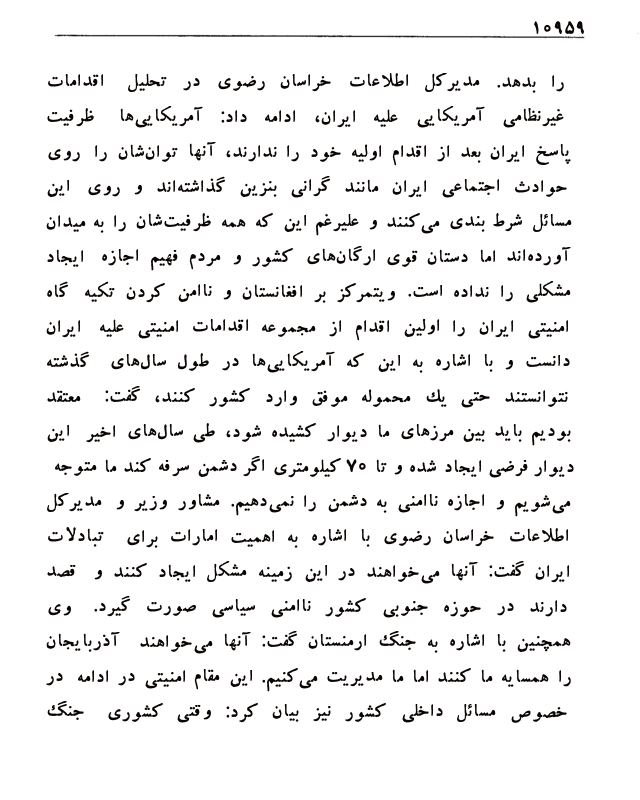 ۱۰۹۵۹
را بدهد. مدیرکل اطلاعات خراسان رضوی در تحلیل اقدامات
غیرنظامی آمریکایی علیه ایران، ادامه داد: آمریکایی‌ها ظرفیت
پاسخ ایران بعد از اقدام اولیه خود را ندارند، آنها توان‌شان را روی
حوادث اجتماعی ایران مانند گرانی بنزین گذاشته‌اند و روی این
مسائل شرط بندی می‌کنند و علیرغم این که همه ظرفیت‌شان را به میدان
آورده‌اند اما دستان قوی ارگان‌های کشور و مردم فهیم اجازه ایجاد
مشکلی را نداده است. ویتمرکز بر افغانستان و ناامن کردن تکیه گاه
امنیتی ایران را اولین اقدام از مجموعه اقدامات امنیتی علیه ایران
دانست و با اشاره به این که آمریکایی‌ها در طول سال‌های گذشته
نتوانستند حتی یك محموله موفق وارد کشور کنند، گفت: معتقد
بودیم باید بین مرزهای ما دیوار کشیده شود، طی سال‌های اخیر این
دیوار فرضی ایجاد شده و تا ۷۰ کیلومتری اگر دشمن سرفه کند ما متوجه
می‌شویم و اجازه ناامنی به دشمن را نمی‌دهیم. مشاور وزیر و مدیرکل
اطلاعات خراسان رضوی با اشاره به اهمیت امارات برای تبادلات
ایران گفت: آنها می‌خواهند در این زمینه مشکل ایجاد کنند و قصد
دارند در حوزه جنوبی کشور ناامنی سیاسی صورت گیرد. وی
همچنین با اشاره به جنگ ارمنستان گفت: آنها می‌خواهند آذربایجان
را همسایه ما کنند اما ما مدیریت می‌کنیم. این مقام امنیتی در ادامه در
خصوص مسائل داخلی کشور نیز بیان کرد: وقتی کشوری جنگ